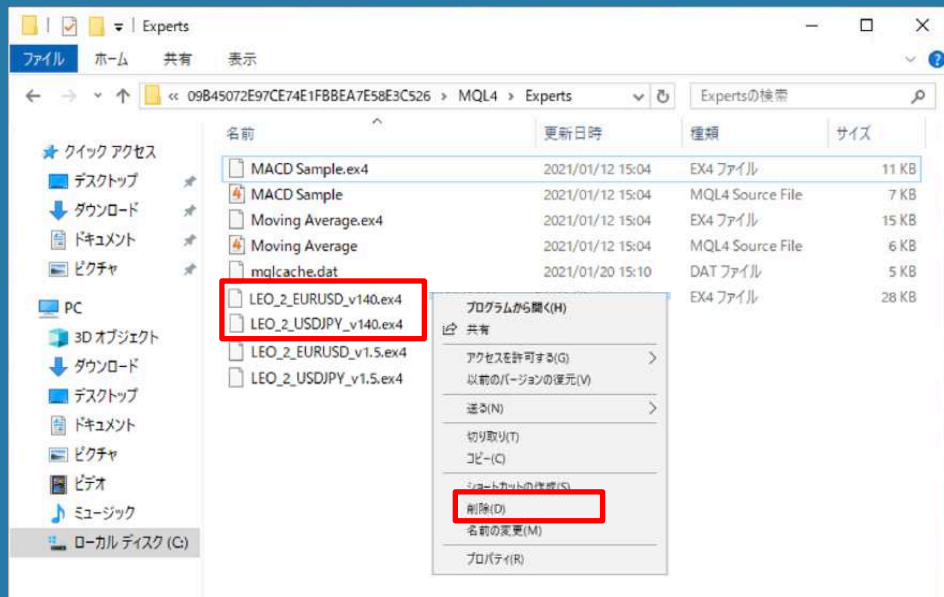 Experts
ファイル ホーム 共有 表示
« 09B45072E97CE74E1FBBEA7E58E3C526 > MQL4 > Experts Expertsの検索
名前 更新日時 種類 サイズ
クイック アクセス
デスクトップ
ダウンロード
ドキュメント
ピクチャ
PC
3D オブジェクト
ダウンロード
デスクトップ
ドキュメント
ピクチャ
ビデオ
ミュージック
ローカル ディスク (C:)
MACD Sample.ex4 2021/01/12 15:04 EX4 ファイル 11 KB
MACD Sample 2021/01/12 15:04 MQL4 Source File 7 KB
Moving Average.ex4 2021/01/12 15:04 EX4 ファイル 15 KB
Moving Average 2021/01/12 15:04 MQL4 Source File 6 KB
mqlcache.dat 2021/01/20 15:10 DAT ファイル 5 KB
LEO_2_EURUSD_v140.ex4 EX4 ファイル 28 KB
LEO_2_USDJPY_v140.ex4
LEO_2_EURUSD_v1.5.ex4
LEO_2_USDJPY_v1.5.ex4
プログラムから開く(H)
共有
アクセスを許可する(G)
以前のバージョンの復元(V)
送る(N)
切り取り(T)
コピー(C)
ショートカットの作成(S)
削除(D)
名前の変更(M)
プロパティ(R)